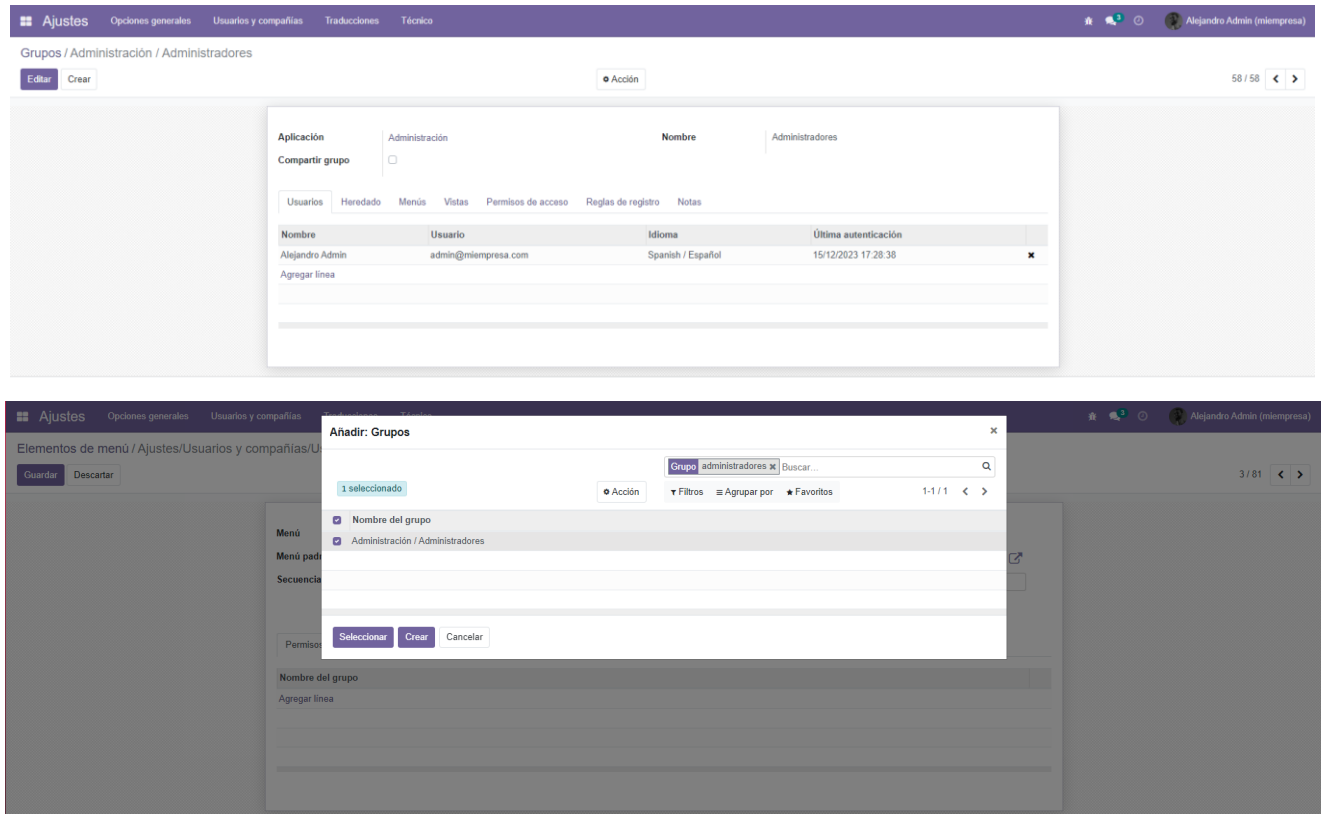 Ajustes Opciones generales Usuarios y compañías Traducciones Técnico 3 Alejandro Admin (miempresa)
Grupos / Administración / Administradores
Editar Crear Acción 58 / 58
Aplicación Administración Nombre Administradores
Compartir grupo
Usuarios Heredado Menús Vistas Permisos de acceso Reglas de registro Notas
Nombre Usuario Idioma Última autenticación
Alejandro Admin admin@miempresa.com Spanish / Español 15/12/2023 17:28:38
Agregar línea
Ajustes Opciones generales Usuarios y compañías 3 Alejandro Admin (miempresa)
Añadir: Grupos
Elementos de menú / Ajustes/Usuarios y compañías/U
Grupo administradores Buscar...
Guardar Descartar 3 / 81
1 seleccionado Acción Filtros Agrupar por Favoritos 1-1 / 1
Nombre del grupo
Menú
Administración / Administradores
Menú padr
Secuencia
Seleccionar Crear Cancelar
Permisos
Nombre del grupo
Agregar línea